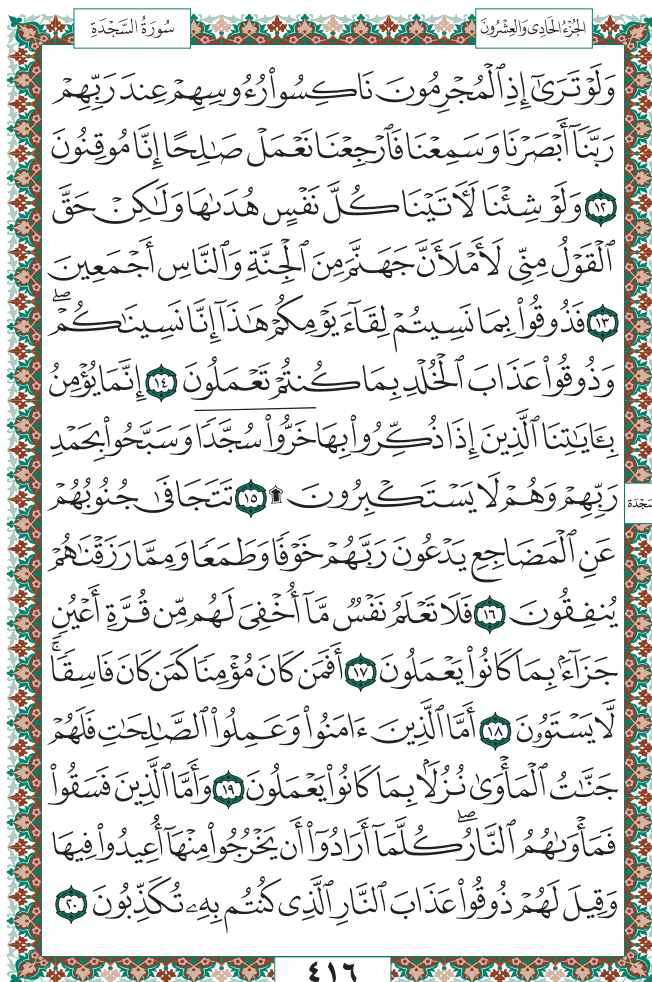 سُورَةُ السَّجْدَةِ
الجُزْءُ الحَادِى وَالعِشْرُونَ
وَلَوْ تَرَىٰٓ إِذِ ٱلْمُجْرِمُونَ نَاكِسُوا۟ رُءُوسِهِمْ عِندَ رَبِّهِمْ
رَبَّنَآ أَبْصَرْنَا وَسَمِعْنَا فَٱرْجِعْنَا نَعْمَلْ صَٰلِحًا إِنَّا مُوقِنُونَ
١٢ وَلَوْ شِئْنَا لَءَاتَيْنَا كُلَّ نَفْسٍ هُدَىٰهَا وَلَٰكِنْ حَقَّ
ٱلْقَوْلُ مِنِّى لَأَمْلَأَنَّ جَهَنَّمَ مِنَ ٱلْجِنَّةِ وَٱلنَّاسِ أَجْمَعِينَ
١٣ فَذُوقُوا۟ بِمَا نَسِيتُمْ لِقَآءَ يَوْمِكُمْ هَٰذَآ إِنَّا نَسِينَٰكُمْ ۖ
وَذُوقُوا۟ عَذَابَ ٱلْخُلْدِ بِمَا كُنتُمْ تَعْمَلُونَ ١٤ إِنَّمَا يُؤْمِنُ
بِـَٔايَٰتِنَا ٱلَّذِينَ إِذَا ذُكِّرُوا۟ بِهَا خَرُّوا۟ سُجَّدًا وَسَبَّحُوا۟ بِحَمْدِ
رَبِّهِمْ وَهُمْ لَا يَسْتَكْبِرُونَ ۩ ١٥ تَتَجَافَىٰ جُنُوبُهُمْ
سَجْدَة
عَنِ ٱلْمَضَاجِعِ يَدْعُونَ رَبَّهُمْ خَوْفًا وَطَمَعًا وَمِمَّا رَزَقْنَٰهُمْ
يُنفِقُونَ ١٦ فَلَا تَعْلَمُ نَفْسٌ مَّآ أُخْفِىَ لَهُم مِّن قُرَّةِ أَعْيُنٍ
جَزَآءًۢ بِمَا كَانُوا۟ يَعْمَلُونَ ١٧ أَفَمَن كَانَ مُؤْمِنًا كَمَن كَانَ فَاسِقًا ۚ
لَّا يَسْتَوُۥنَ ١٨ أَمَّا ٱلَّذِينَ ءَامَنُوا۟ وَعَمِلُوا۟ ٱلصَّٰلِحَٰتِ فَلَهُمْ
جَنَّٰتُ ٱلْمَأْوَىٰ نُزُلًۢا بِمَا كَانُوا۟ يَعْمَلُونَ ١٩ وَأَمَّا ٱلَّذِينَ فَسَقُوا۟
فَمَأْوَىٰهُمُ ٱلنَّارُ ۖ كُلَّمَآ أَرَادُوٓا۟ أَن يَخْرُجُوا۟ مِنْهَآ أُعِيدُوا۟ فِيهَا
وَقِيلَ لَهُمْ ذُوقُوا۟ عَذَابَ ٱلنَّارِ ٱلَّذِى كُنتُم بِهِۦ تُكَذِّبُونَ ٢٠
٤١٦